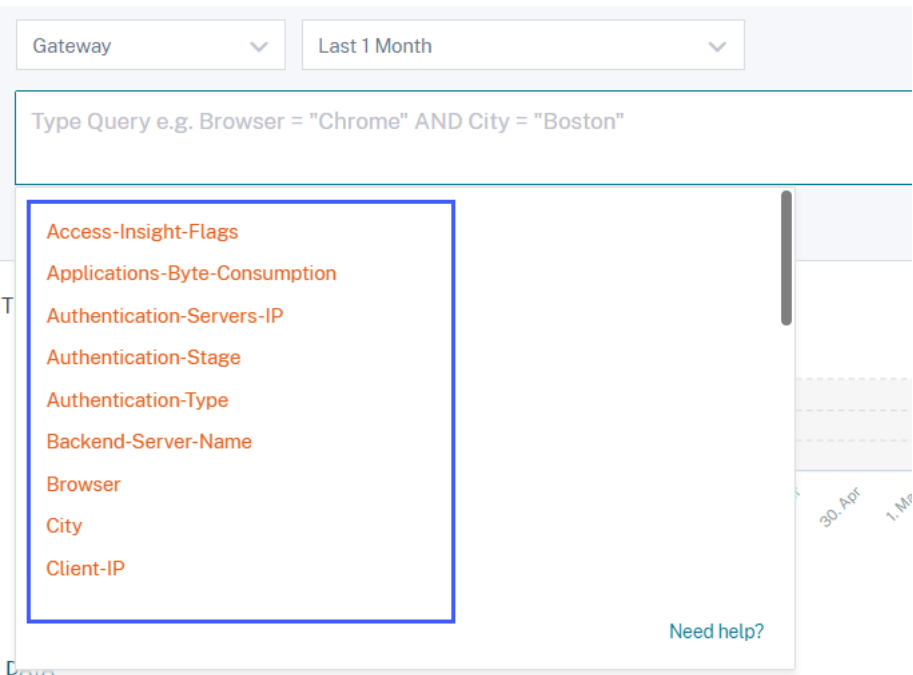 Gateway
Last 1 Month
Type Query e.g. Browser = "Chrome" AND City = "Boston"
Access-Insight-Flags
Applications-Byte-Consumption
T
Authentication-Servers-IP
Authentication-Stage
Authentication-Type
Backend-Server-Name
Browser
30. Apr
City
Client-IP
Need help?